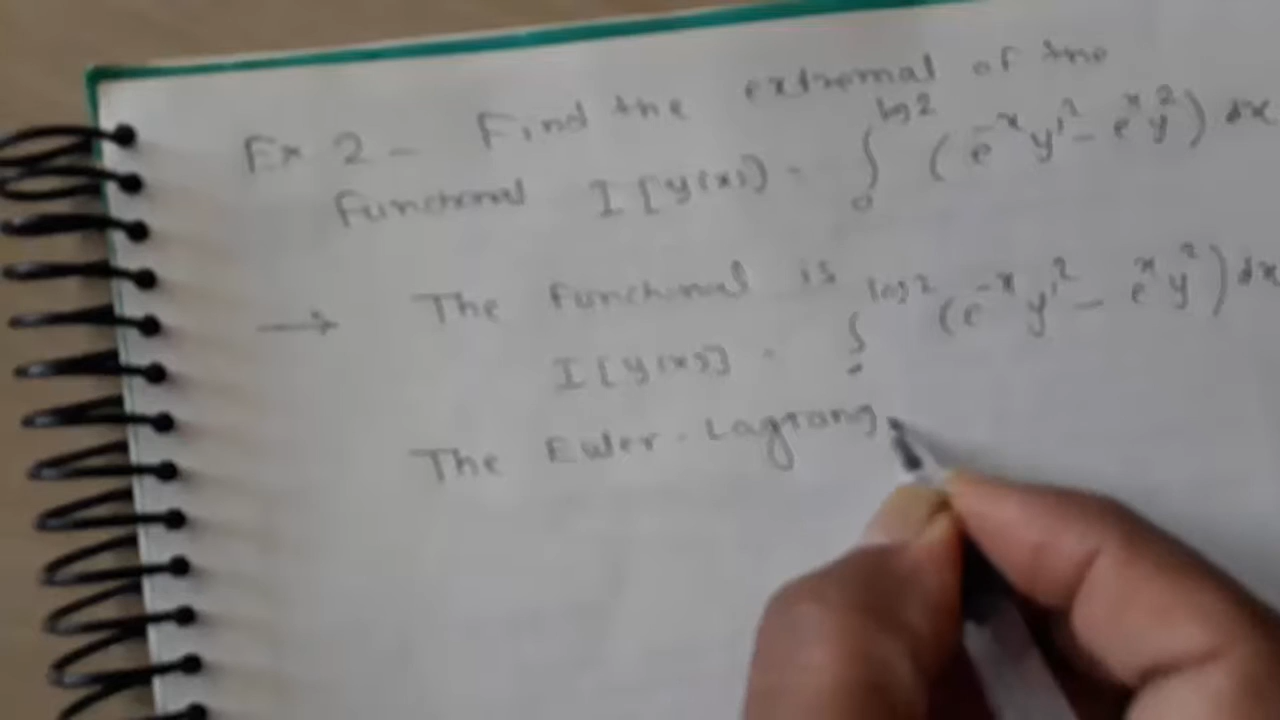 Ex 2 - Find the extremal of the
functional I[y(x)] = ∫₀^{log2} (e^{-x} y'^2 - e^x y^2) dx
→ The functional is
I[y(x)] = ∫₀^{log2} (e^{-x} y'^2 - e^x y^2) dx
The Euler-Lagrang